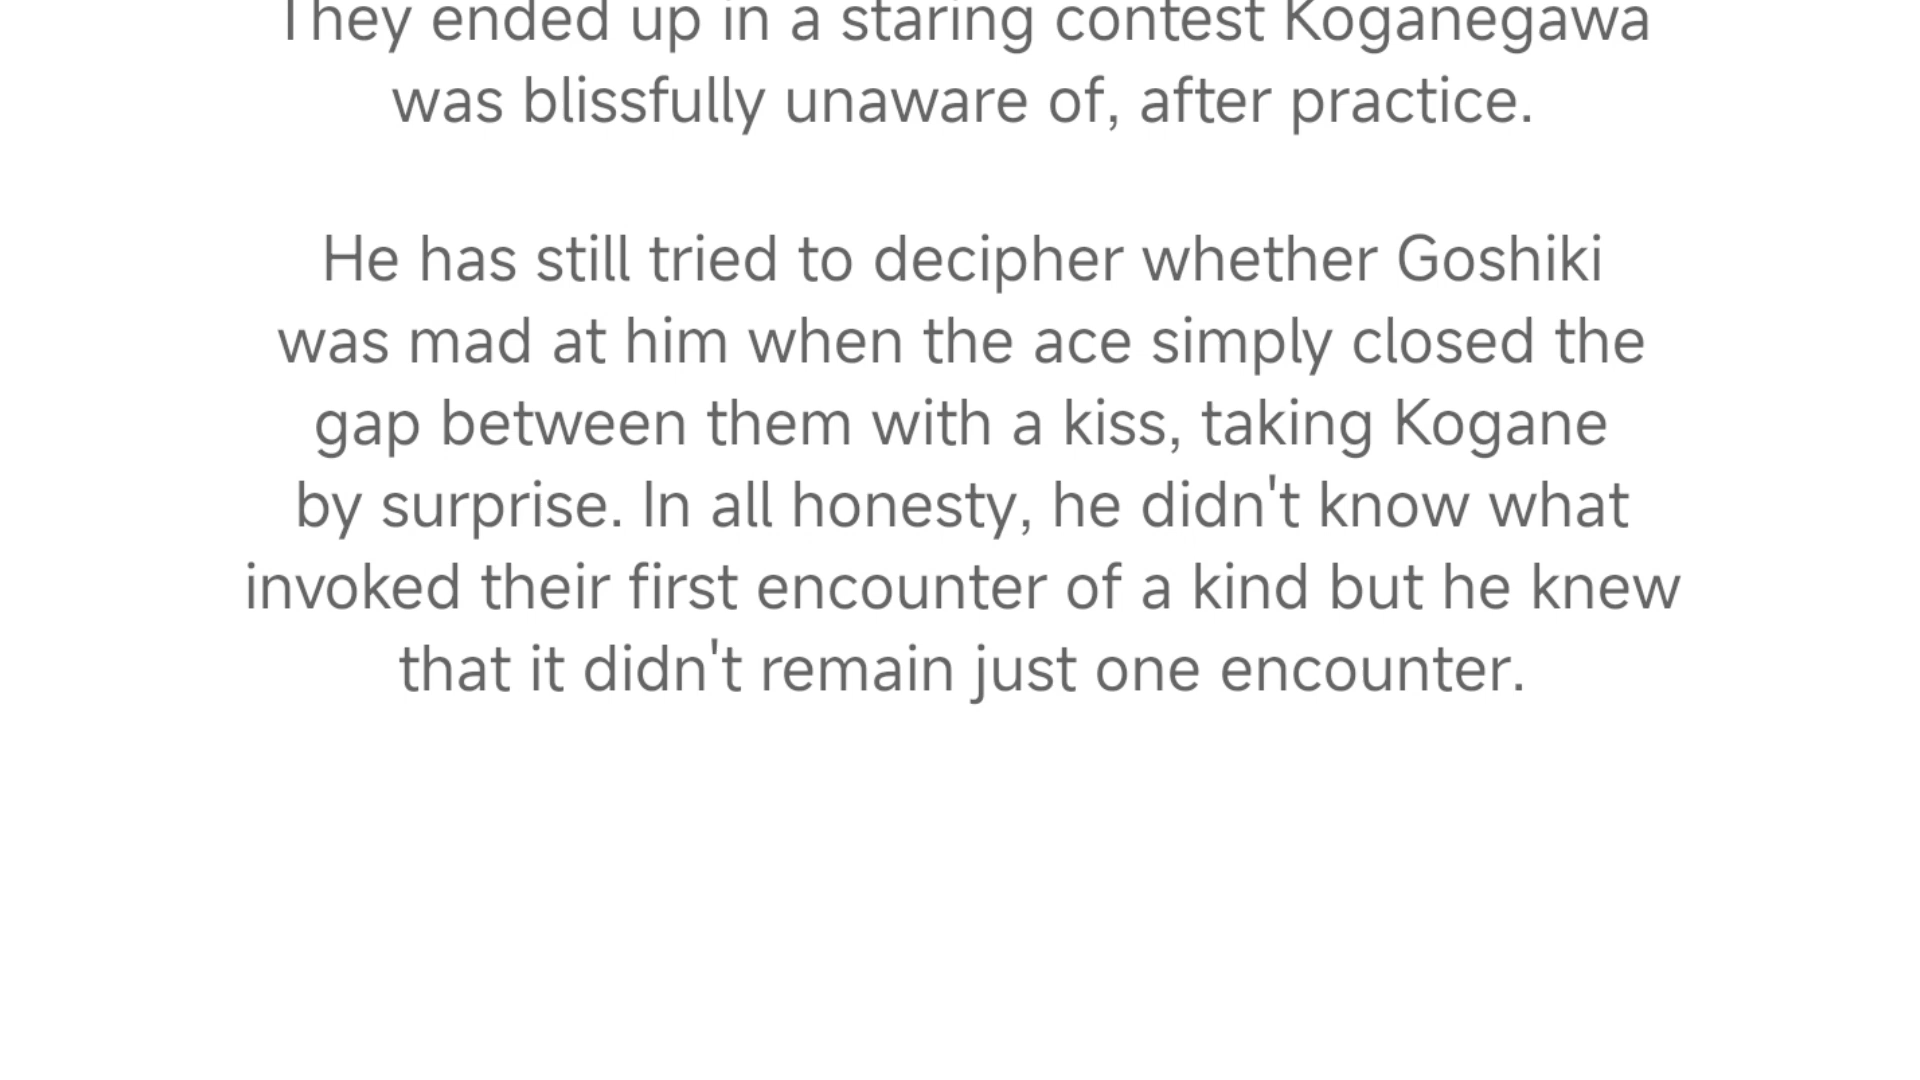 They ended up in a staring contest Koganegawa
was blissfully unaware of, after practice.
He has still tried to decipher whether Goshiki
was mad at him when the ace simply closed the
gap between them with a kiss, taking Kogane
by surprise. In all honesty, he didn't know what
invoked their first encounter of a kind but he knew
that it didn't remain just one encounter.